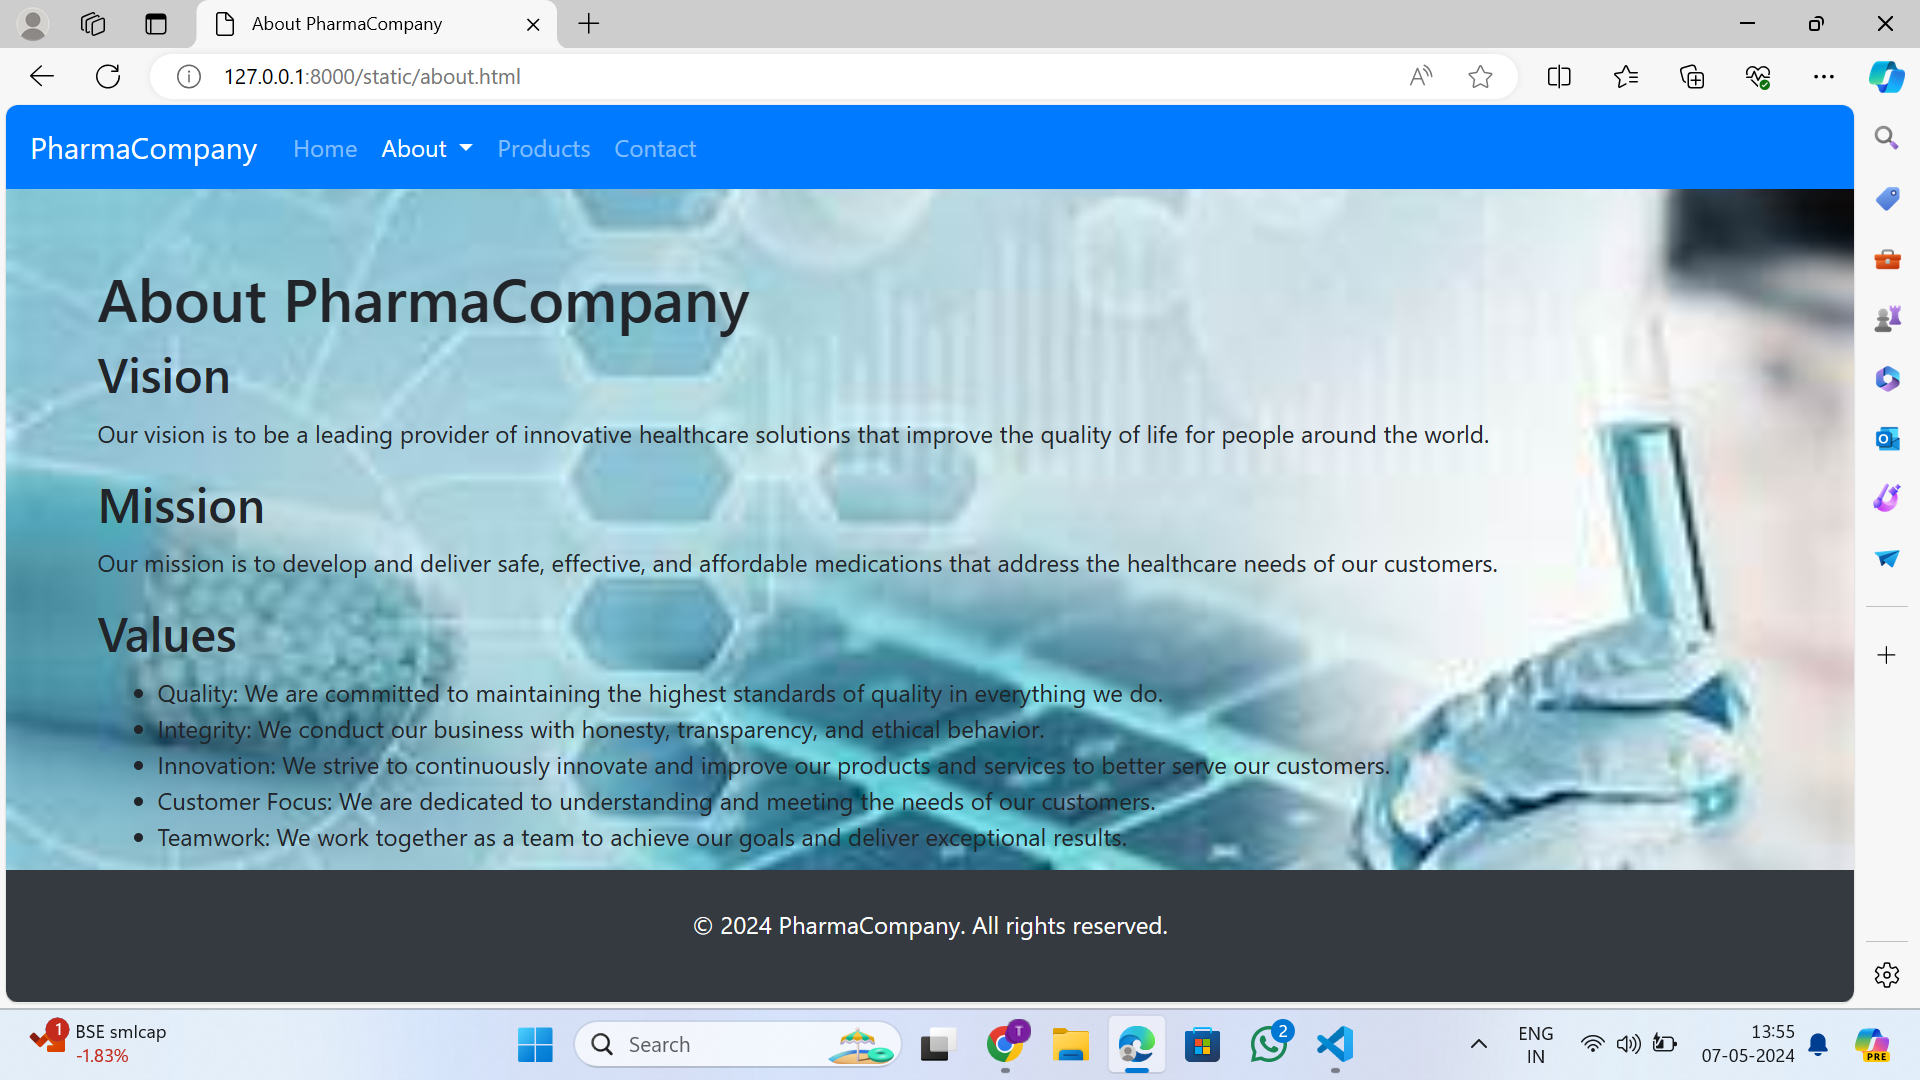 About PharmaCompany
127.0.0.1:8000/static/about.html
PharmaCompany Home About Products Contact
About PharmaCompany
Vision
Our vision is to be a leading provider of innovative healthcare solutions that improve the quality of life for people around the world.
Mission
Our mission is to develop and deliver safe, effective, and affordable medications that address the healthcare needs of our customers.
Values
• Quality: We are committed to maintaining the highest standards of quality in everything we do.
• Integrity: We conduct our business with honesty, transparency, and ethical behavior.
• Innovation: We strive to continuously innovate and improve our products and services to better serve our customers.
• Customer Focus: We are dedicated to understanding and meeting the needs of our customers.
• Teamwork: We work together as a team to achieve our goals and deliver exceptional results.
© 2024 PharmaCompany. All rights reserved.
1 BSE smlcap
-1.83%
Search
T
2
ENG
IN
13:55
07-05-2024
PRE